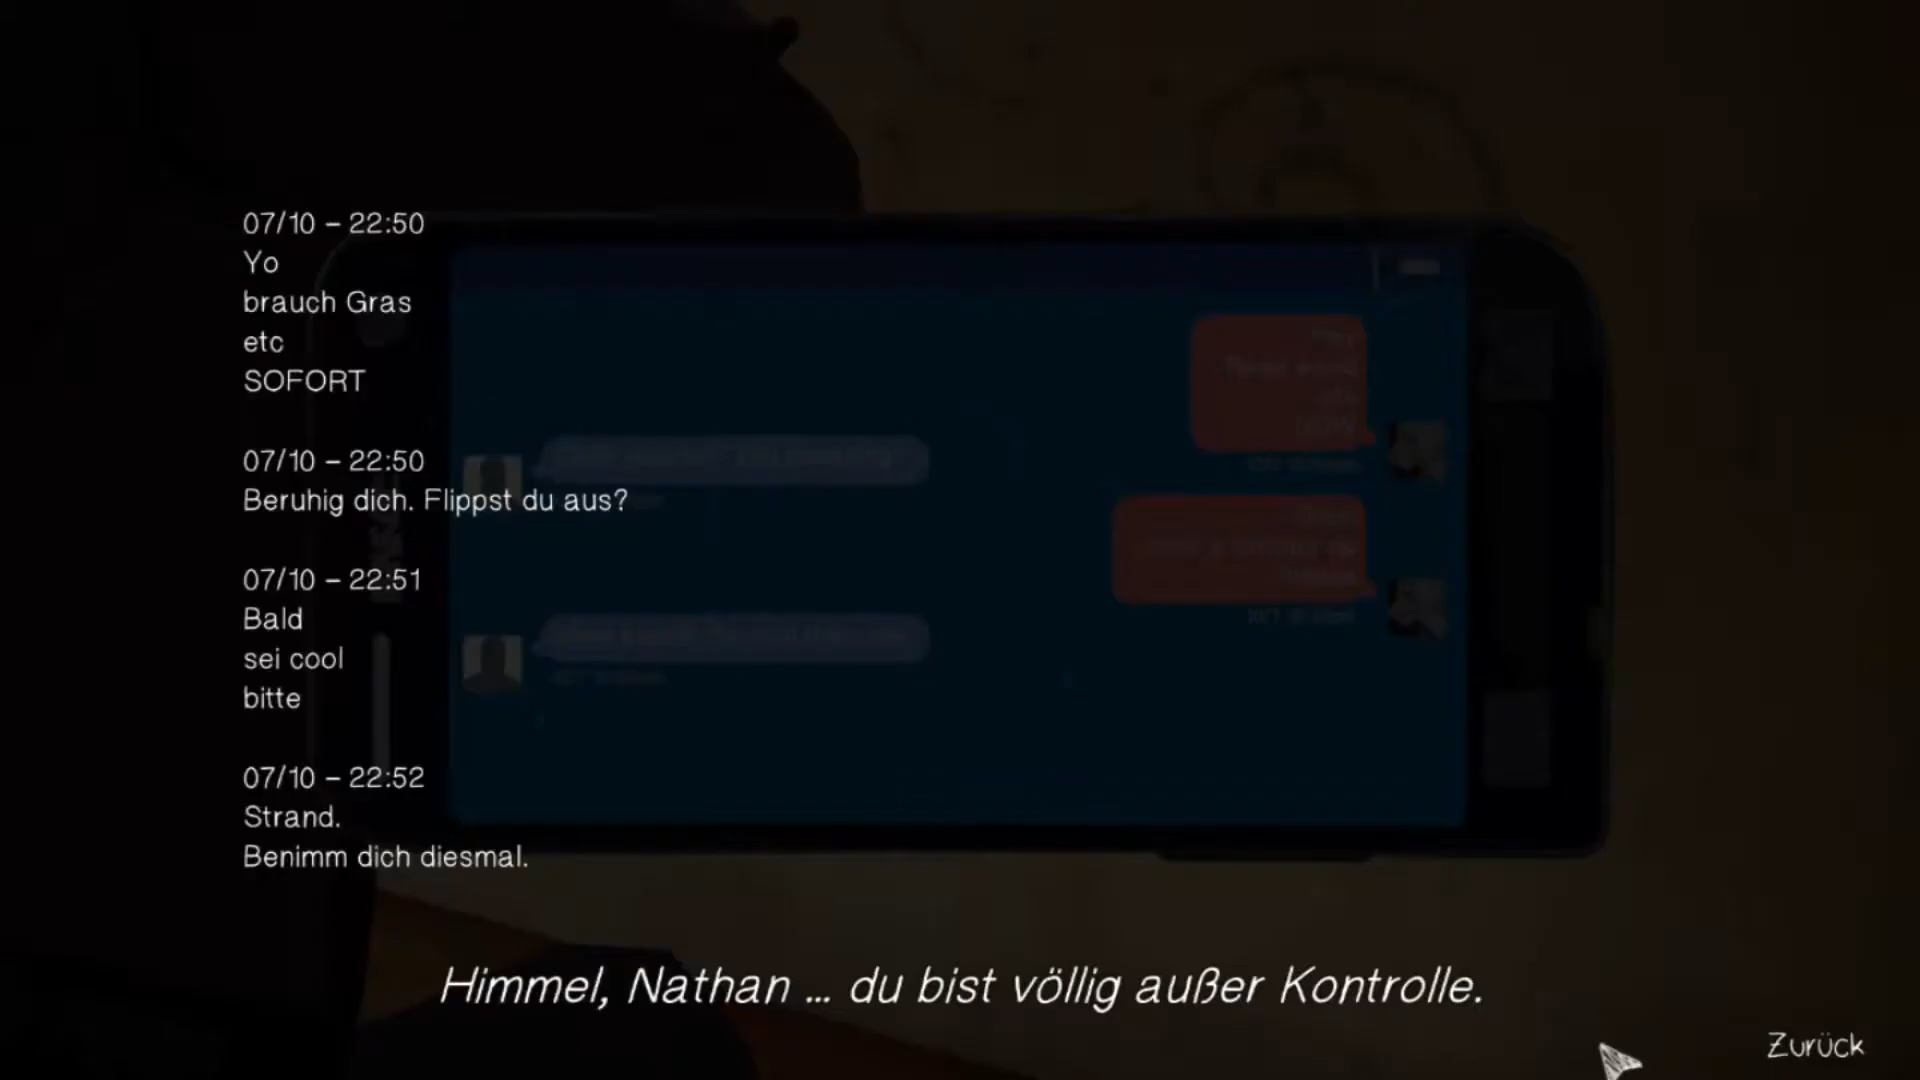 07/10 – 22:50
Yo
brauch Gras
etc
SOFORT
07/10 – 22:50
Beruhig dich. Flippst du aus?
07/10 – 22:51
Bald
sei cool
bitte
07/10 – 22:52
Strand.
Benimm dich diesmal.
Himmel, Nathan ... du bist völlig außer Kontrolle.
Zurück